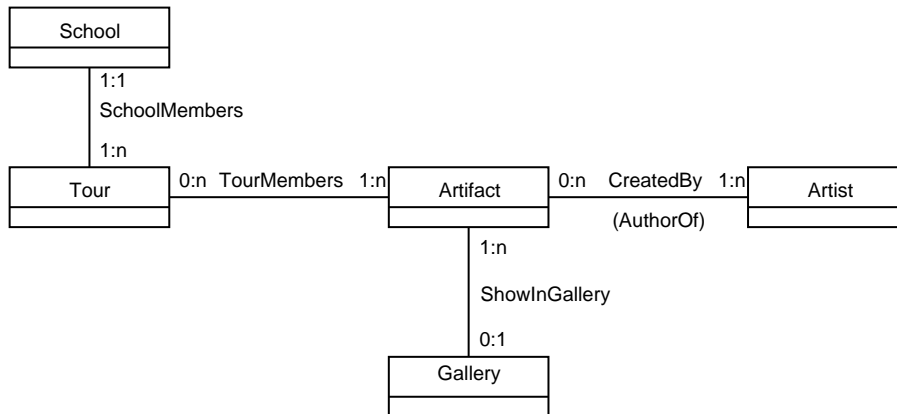 School
1:1
SchoolMembers
1:n
Tour
0:n TourMembers 1:n
Artifact
0:n CreatedBy 1:n
Artist
(AuthorOf)
1:n
ShowInGallery
0:1
Gallery